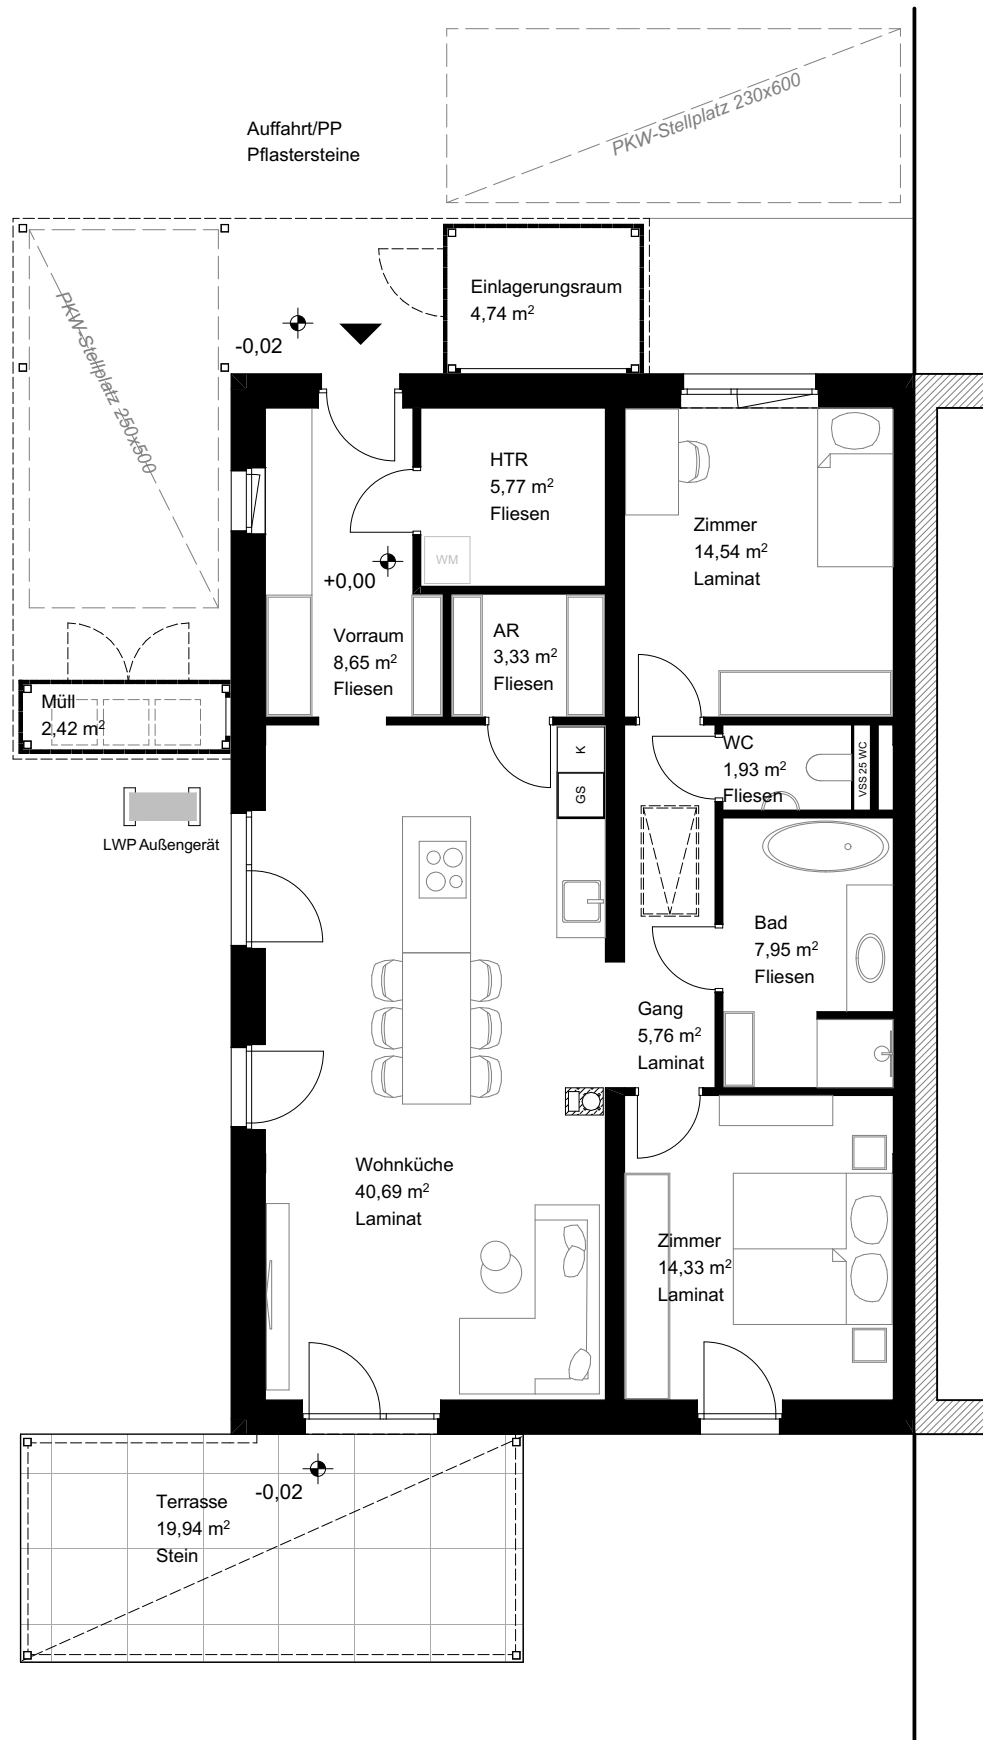 PKW-Stellplatz 230x600
Auffahrt/PP
Pflastersteine
Einlagerungsraum
4,74 m²
-0,02
PKW-Stellplatz 250x500
HTR
5,77 m²
Fliesen
WM
+0,00
Zimmer
14,54 m²
Laminat
Vorraum
8,65 m²
Fliesen
AR
3,33 m²
Fliesen
Müll
2,42 m²
K
GS
WC
1,93 m²
Fliesen
VSS 25 WC
LWP Außengerät
Bad
7,95 m²
Fliesen
Gang
5,76 m²
Laminat
Wohnküche
40,69 m²
Laminat
Zimmer
14,33 m²
Laminat
-0,02
Terrasse
19,94 m²
Stein